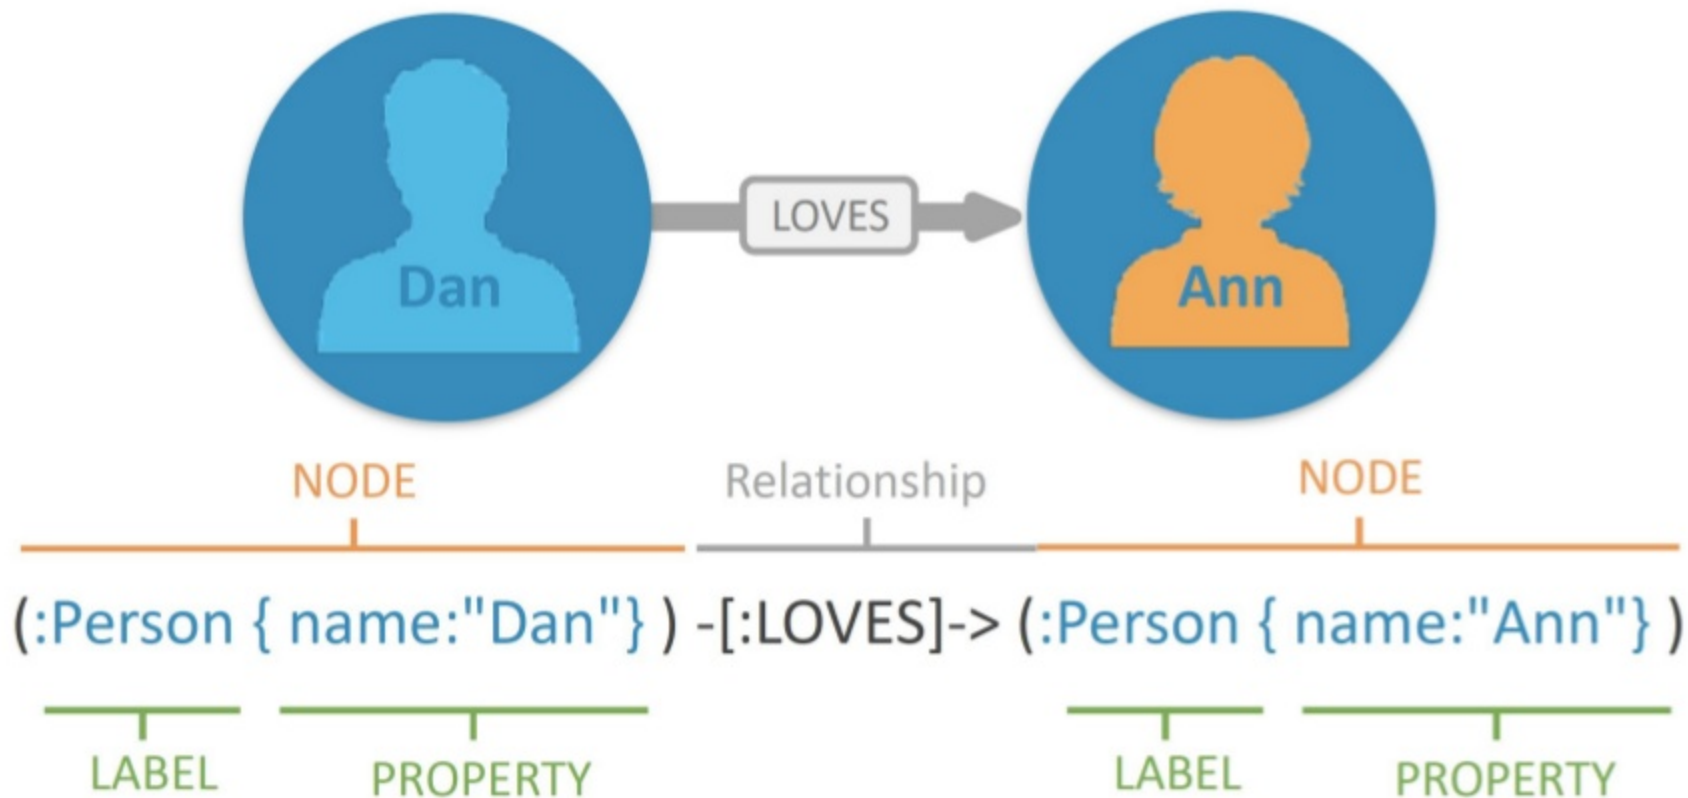 LOVES
Dan
Ann
NODE
Relationship
NODE
(:Person { name:"Dan"} ) -[:LOVES]-> (:Person { name:"Ann"} )
LABEL
PROPERTY
LABEL
PROPERTY